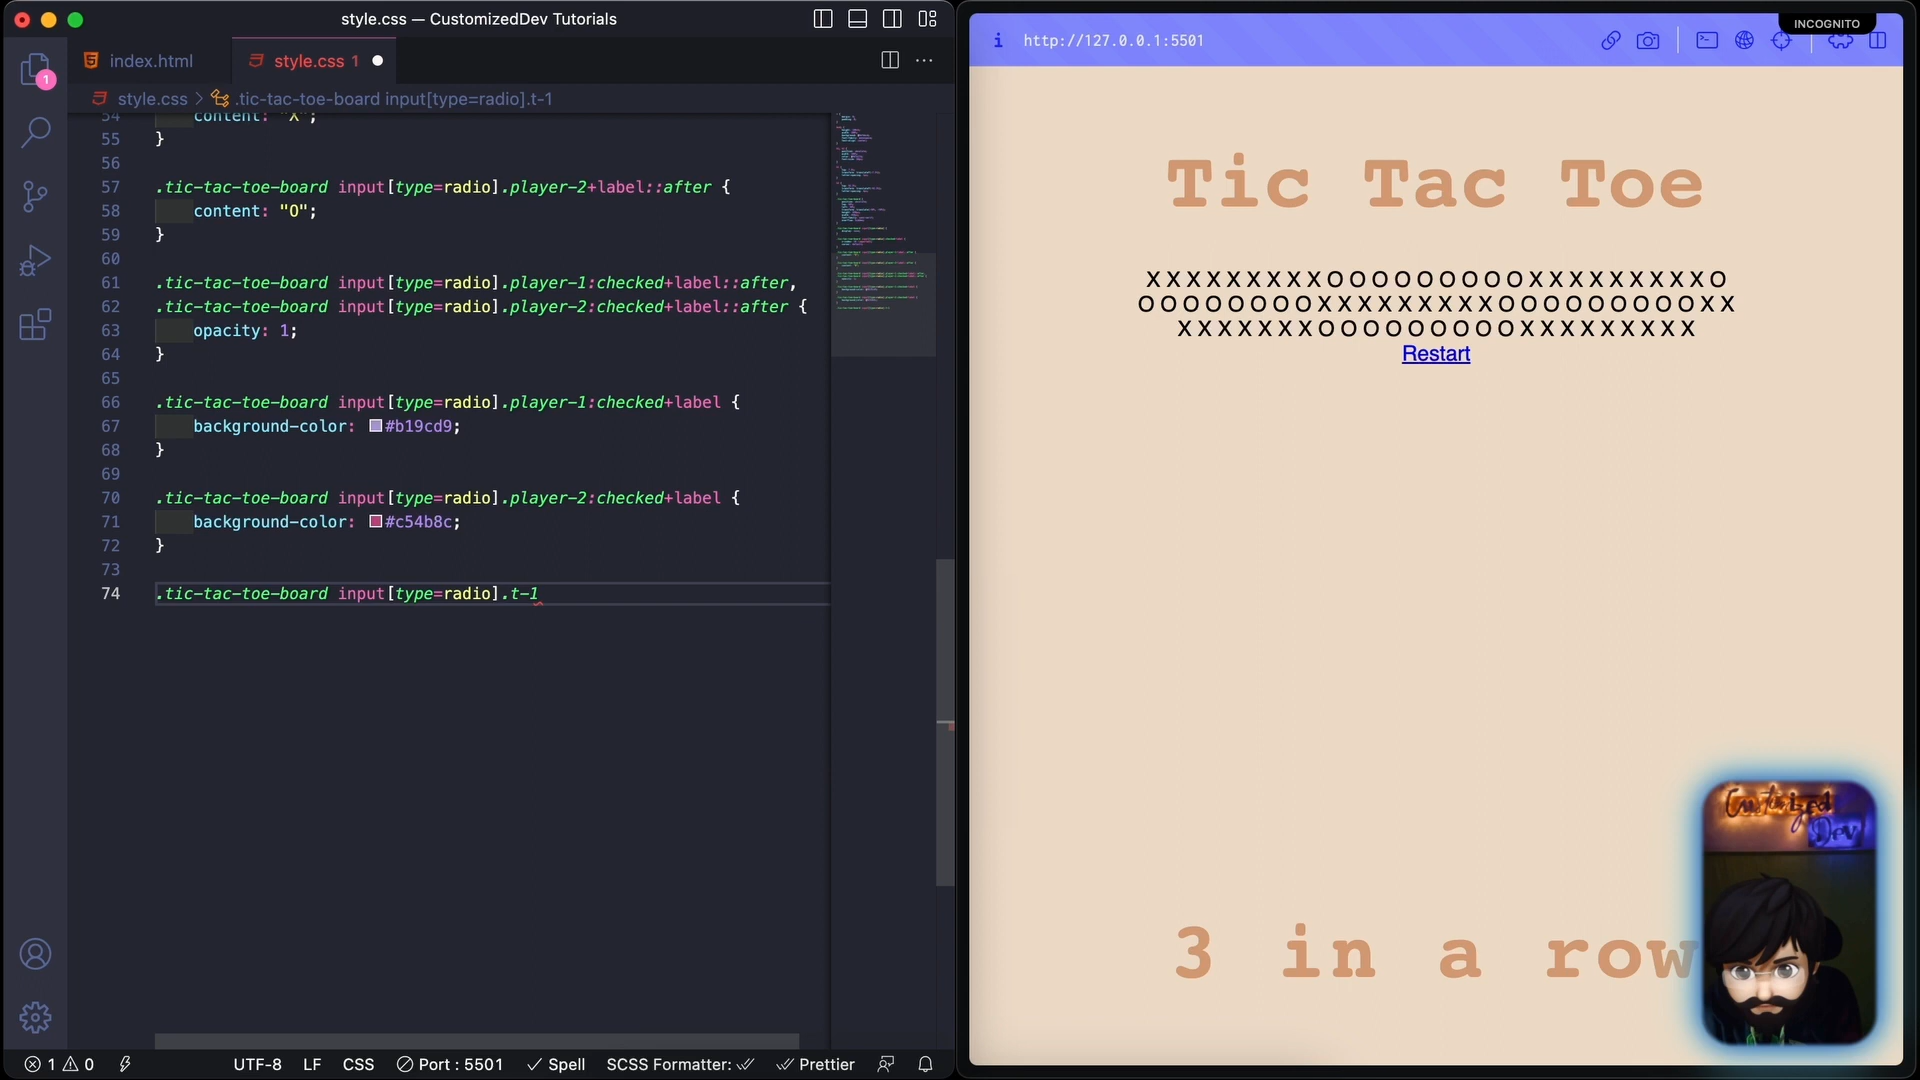 style.css — CustomizedDev Tutorials
index.html
style.css 1
style.css > .tic-tac-toe-board input[type=radio].t-1
1
54 content: "X";
55 }
56
57 .tic-tac-toe-board input[type=radio].player-2+label::after {
58 content: "O";
59 }
60
61 .tic-tac-toe-board input[type=radio].player-1:checked+label::after,
62 .tic-tac-toe-board input[type=radio].player-2:checked+label::after {
63 opacity: 1;
64 }
65
66 .tic-tac-toe-board input[type=radio].player-1:checked+label {
67 background-color: #b19cd9;
68 }
69
70 .tic-tac-toe-board input[type=radio].player-2:checked+label {
71 background-color: #c54b8c;
72 }
73
74 .tic-tac-toe-board input[type=radio].t-1
1 0 UTF-8 LF CSS Port : 5501 Spell SCSS Formatter: Prettier
INCOGNITO
i http://127.0.0.1:5501
Tic Tac Toe
X X X X X X X X X O O O O O O O O O X X X X X X X X X O
O O O O O O O O X X X X X X X X X O O O O O O O O O X X
X X X X X X X O O O O O O O O O X X X X X X X X X
Restart
3 in a row
Customized
Dev